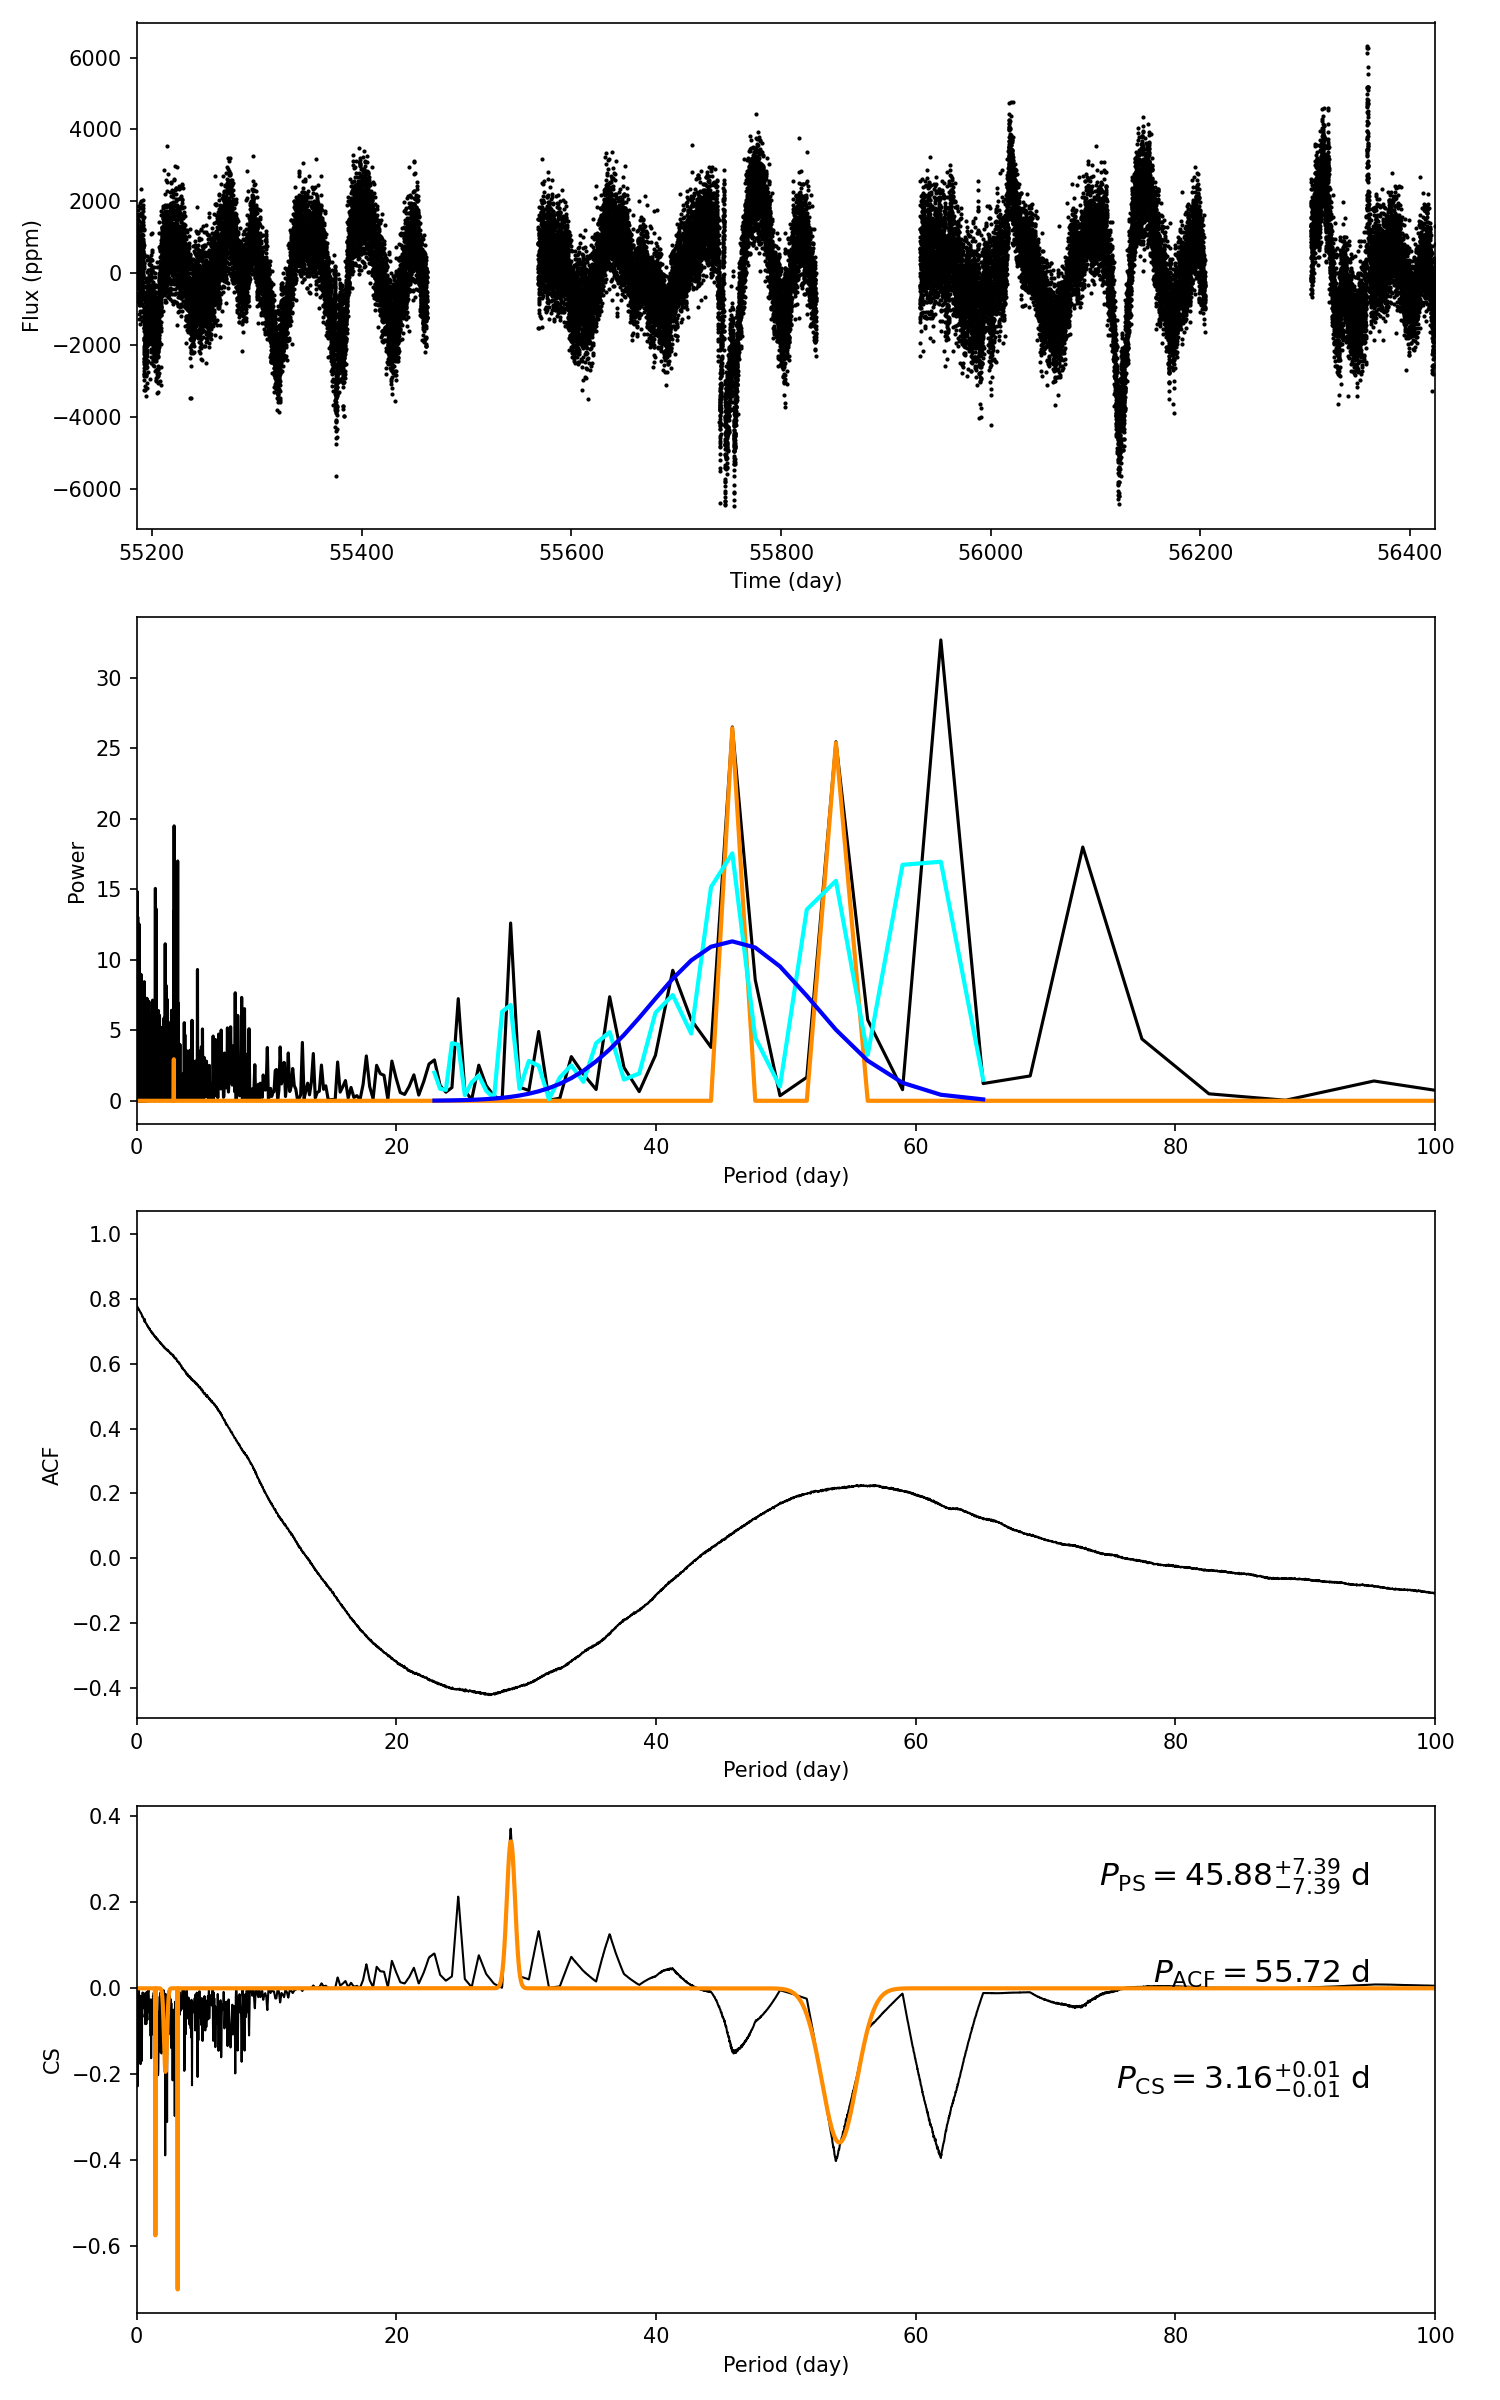 6000
4000
2000
0
−2000
−4000
−6000
Flux (ppm)
55200 55400 55600 55800 56000 56200 56400
Time (day)
30
25
20
15
10
5
0
Power
0 20 40 60 80 100
Period (day)
1.0
0.8
0.6
0.4
0.2
0.0
−0.2
−0.4
ACF
0 20 40 60 80 100
Period (day)
0.4
0.2
0.0
−0.2
−0.4
−0.6
CS
P_PS = 45.88 +7.39 −7.39 d
P_ACF = 55.72 d
P_CS = 3.16 +0.01 −0.01 d
0 20 40 60 80 100
Period (day)